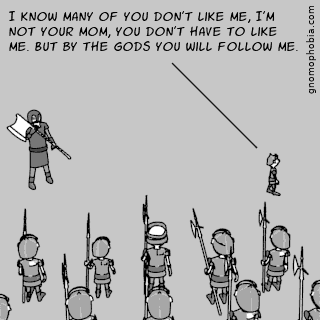 I KNOW MANY OF YOU DON'T LIKE ME, I'M
NOT YOUR MOM, YOU DON'T HAVE TO LIKE
ME. BUT BY THE GODS YOU WILL FOLLOW ME.
gnomophobia.com